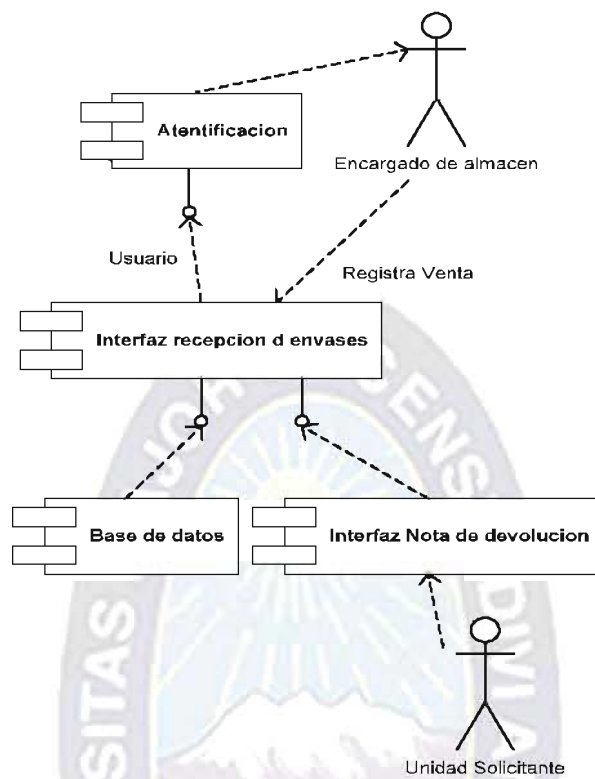 Atentificacion
Encargado de almacen
Usuario
Registra Venta
Interfaz recepcion d envases
Base de datos
Interfaz Nota de devolucion
Unidad Solicitante